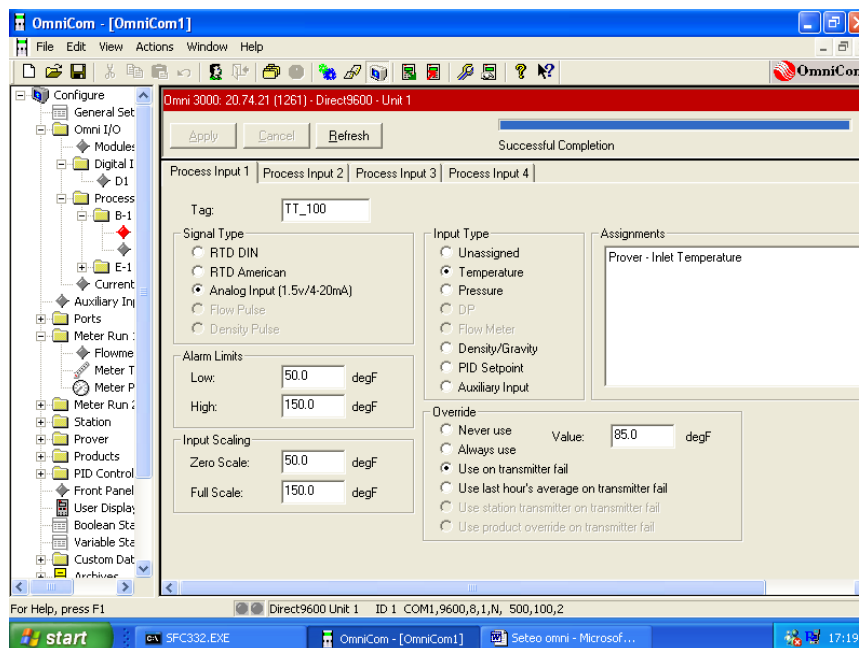 OmniCom - [OmniCom1]
File Edit View Actions Window Help
OmniCom
Configure
General Set
Omni I/O
Modules
Digital I
D1
Process
B-1
E-1
Current
Auxiliary Inp
Ports
Meter Run :
Flowme
Meter T
Meter P
Meter Run 2
Station
Prover
Products
PID Control
Front Panel
User Display
Boolean Sta
Variable Sta
Custom Dat
Archives
Omni 3000: 20.74.21 (1261) - Direct9600 - Unit 1
Apply Cancel Refresh
Successful Completion
Process Input 1 Process Input 2 Process Input 3 Process Input 4
Tag: TT_100
Signal Type
RTD DIN
RTD American
Analog Input (1.5v/4-20mA)
Flow Pulse
Density Pulse
Alarm Limits
Low: 50.0 degF
High: 150.0 degF
Input Scaling
Zero Scale: 50.0 degF
Full Scale: 150.0 degF
Input Type
Unassigned
Temperature
Pressure
DP
Flow Meter
Density/Gravity
PID Setpoint
Auxiliary Input
Assignments
Prover - Inlet Temperature
Override
Never use
Value: 85.0 degF
Always use
Use on transmitter fail
Use last hour's average on transmitter fail
Use station transmitter on transmitter fail
Use product override on transmitter fail
For Help, press F1
Direct9600 Unit 1 ID 1 COM1,9600,8,1,N, 500,100,2
start
SFC332.EXE
OmniCom - [OmniCom1]
Seteo omni - Microsof...
17:19